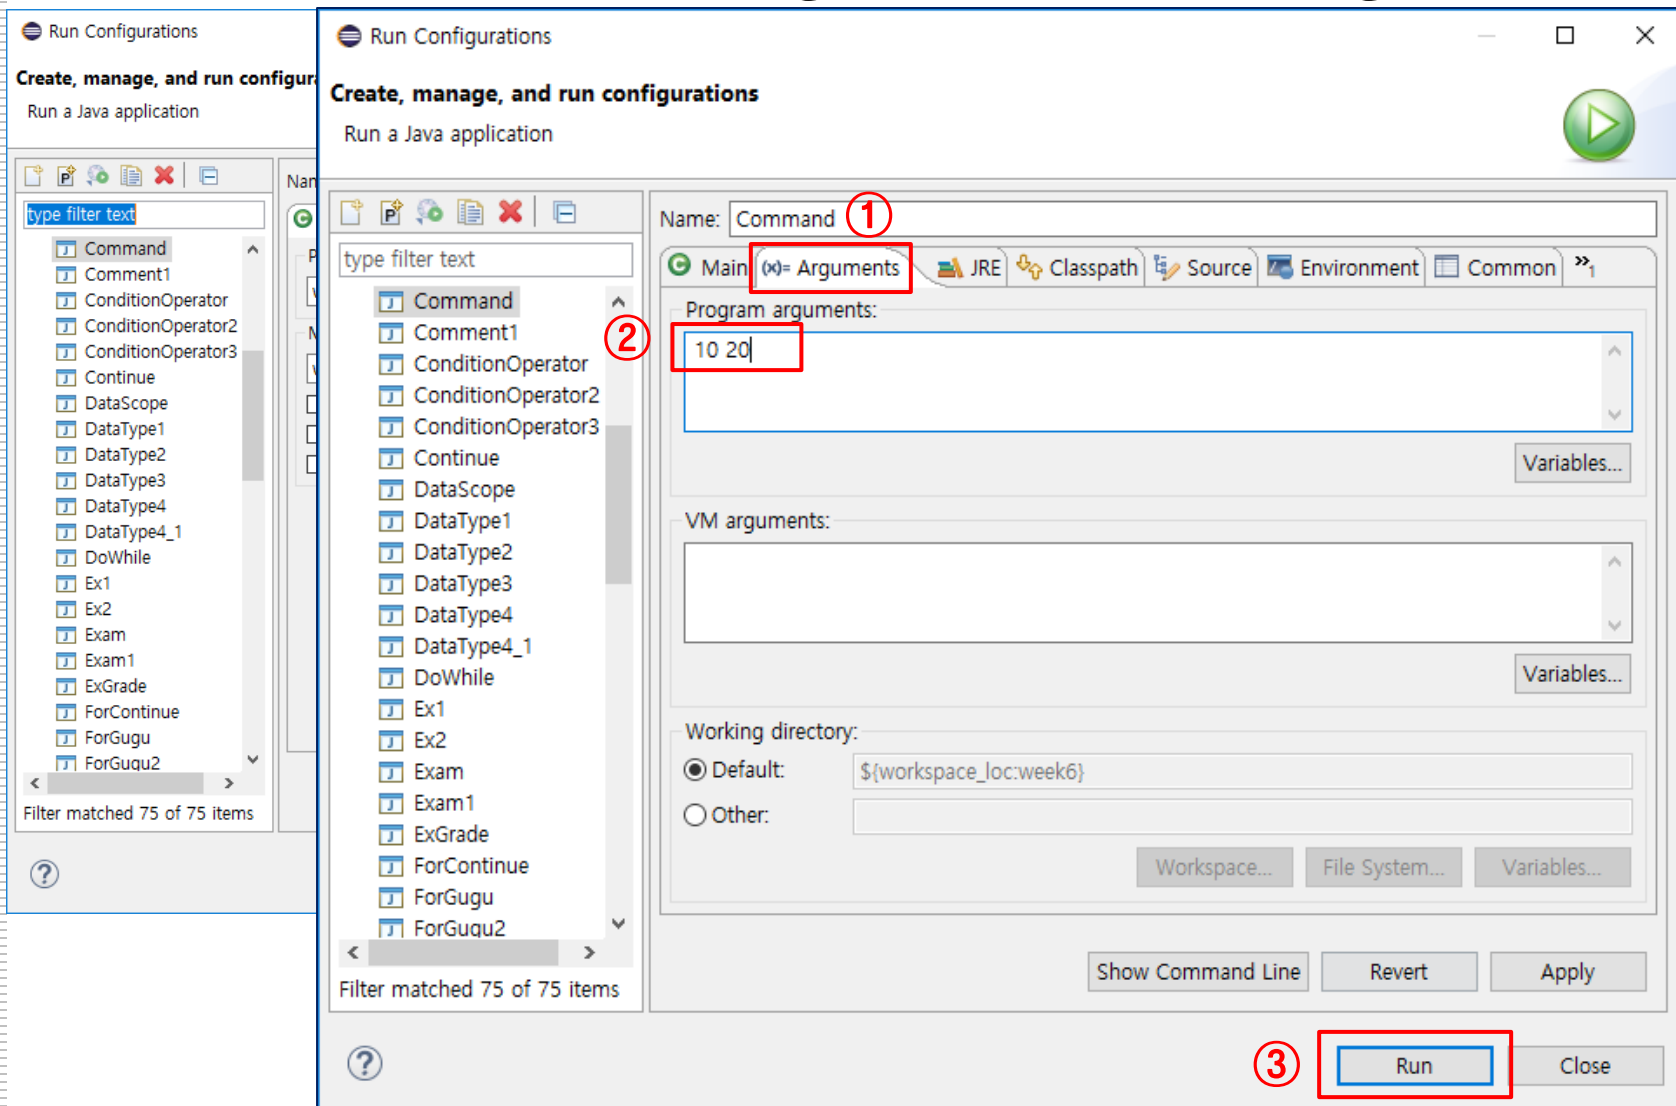 Run Configurations
Create, manage, and run configura
Run a Java application
Nam
type filter text
Command
Comment1
ConditionOperator
ConditionOperator2
ConditionOperator3
Continue
DataScope
DataType1
DataType2
DataType3
DataType4
DataType4_1
DoWhile
Ex1
Ex2
Exam
Exam1
ExGrade
ForContinue
ForGugu
ForGugu2
Filter matched 75 of 75 items
Run Configurations
Create, manage, and run configurations
Run a Java application
type filter text
Command
Comment1
ConditionOperator
ConditionOperator2
ConditionOperator3
Continue
DataScope
DataType1
DataType2
DataType3
DataType4
DataType4_1
DoWhile
Ex1
Ex2
Exam
Exam1
ExGrade
ForContinue
ForGugu
ForGugu2
Filter matched 75 of 75 items
Name: Command ①
Main (x)= Arguments JRE Classpath Source Environment Common »1
Program arguments:
② 10 20
Variables...
VM arguments:
Variables...
Working directory:
Default: ${workspace_loc:week6}
Other:
Workspace... File System... Variables...
Show Command Line Revert Apply
③ Run Close